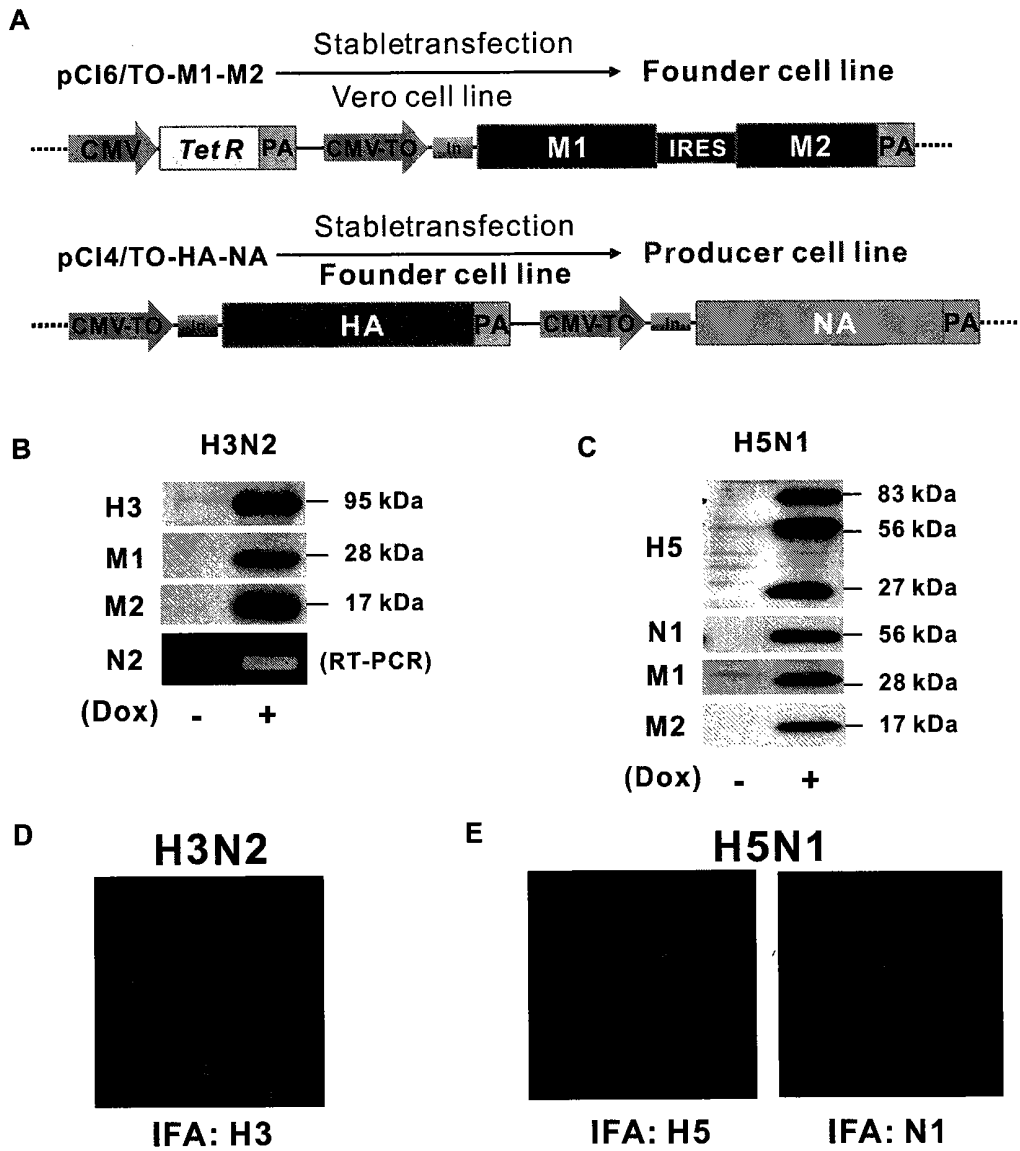 A
Stabletransfection
pCI6/TO-M1-M2
Founder cell line
Vero cell line
CMV TetR PA CMV-TO In M1 IRES M2 PA
Stabletransfection
pCI4/TO-HA-NA
Producer cell line
Founder cell line
CMV-TO In HA PA CMV-TO In NA PA
B
H3N2
H3 95 kDa
M1 28 kDa
M2 17 kDa
N2 (RT-PCR)
(Dox) - +
C
H5N1
83 kDa
H5 56 kDa
27 kDa
N1 56 kDa
M1 28 kDa
M2 17 kDa
(Dox) - +
D
H3N2
IFA: H3
E
H5N1
IFA: H5 IFA: N1